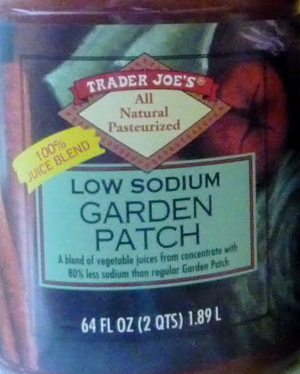 TRADER JOE'S®
All
Natural
Pasteurized
100%
JUICE BLEND
LOW SODIUM
GARDEN
PATCH
A blend of vegetable juices from concentrate with
80% less sodium than regular Garden Patch
64 FL OZ (2 QTS) 1.89 L